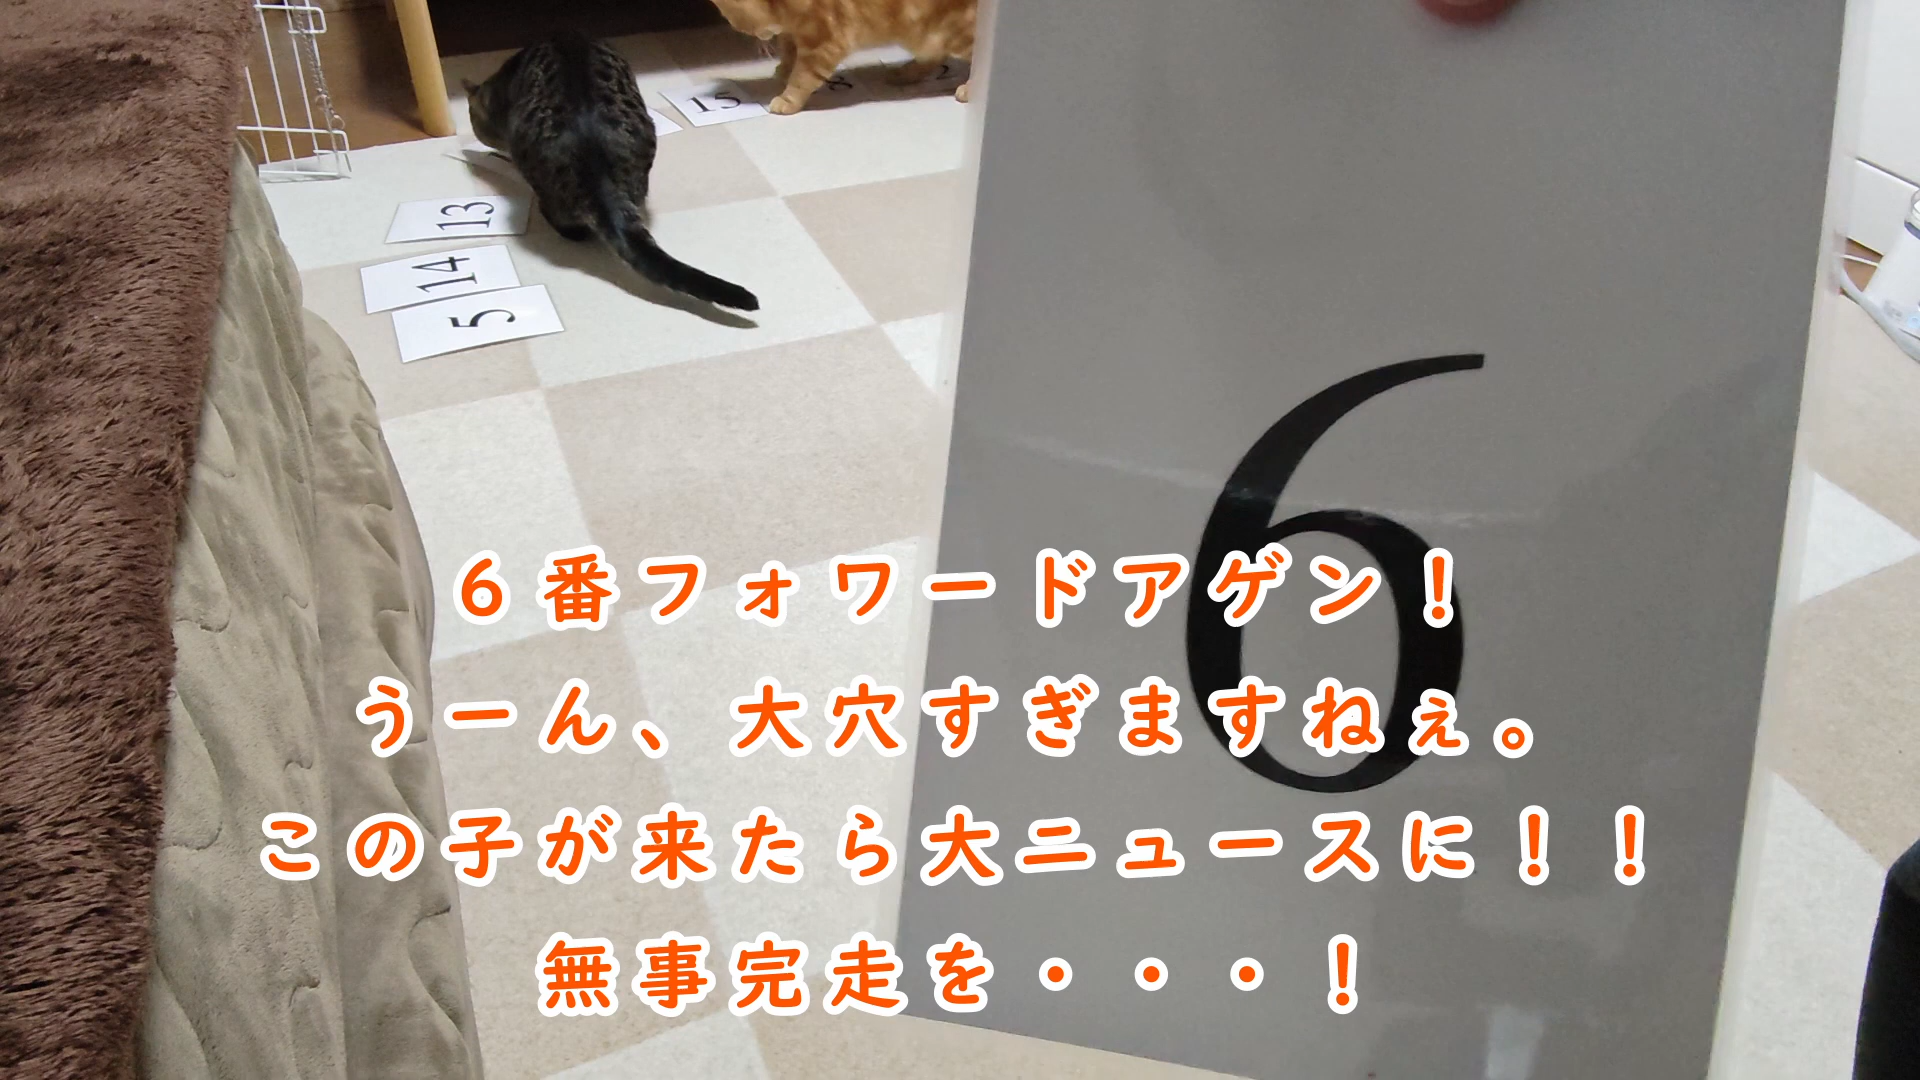 15
2
13
14
5
6
６番フォワードアゲン！
うーん、大穴すぎますねぇ。
この子が来たら大ニュースに！！
無事完走を・・・！